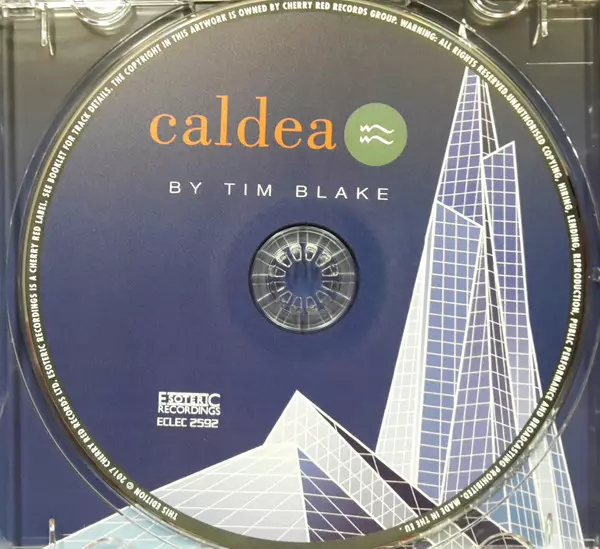 caldea
BY TIM BLAKE
ESOTERIC
RECORDINGS
ECLEC 2592
THIS EDITION ℗ 2017 CHERRY RED RECORDS LTD. ESOTERIC RECORDINGS IS A CHERRY RED LABEL. SEE BOOKLET FOR TRACK DETAILS. THE COPYRIGHT IN THIS ARTWORK IS OWNED BY CHERRY RED RECORDS GROUP. WARNING: ALL RIGHTS RESERVED.UNAUTHORISED COPYING, HIRING, LENDING, REPRODUCTION, PUBLIC PERFORMANCE AND BROADCASTING PROHIBITED. MADE IN THE EU.